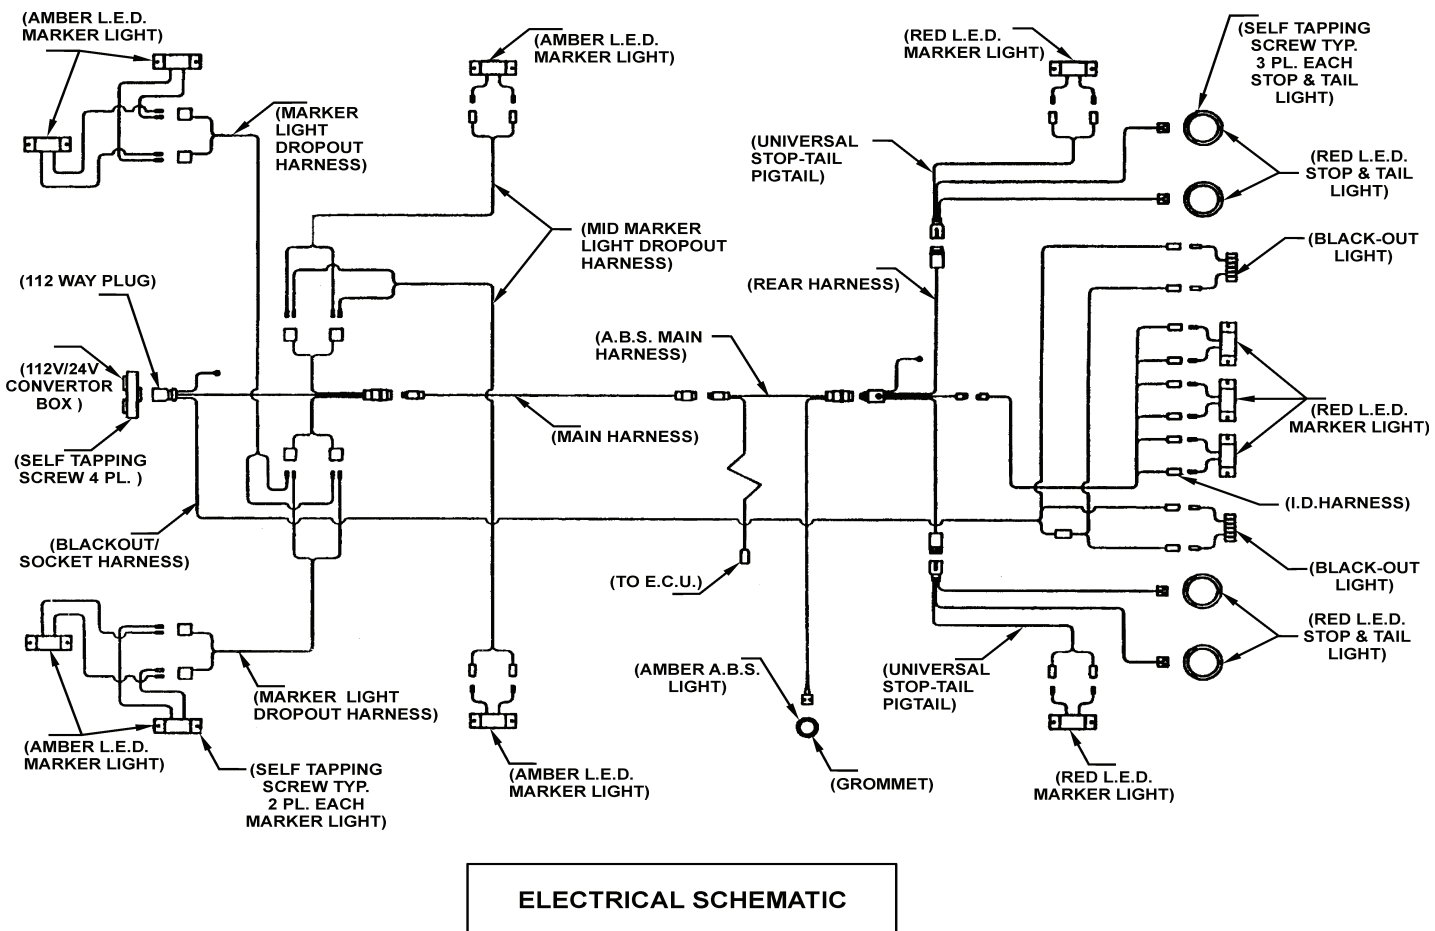 (AMBER L.E.D.
MARKER LIGHT)
(AMBER L.E.D.
MARKER LIGHT)
(RED L.E.D.
MARKER LIGHT)
(SELF TAPPING
SCREW TYP.
3 PL. EACH
STOP & TAIL
LIGHT)
(MARKER
LIGHT
DROPOUT
HARNESS)
(UNIVERSAL
STOP-TAIL
PIGTAIL)
(RED L.E.D.
STOP & TAIL
LIGHT)
(MID MARKER
LIGHT DROPOUT
HARNESS)
(BLACK-OUT
LIGHT)
(112 WAY PLUG)
(REAR HARNESS)
(A.B.S. MAIN
HARNESS)
(112V/24V
CONVERTOR
BOX )
(MAIN HARNESS)
(RED L.E.D.
MARKER LIGHT)
(SELF TAPPING
SCREW 4 PL. )
(I.D.HARNESS)
(BLACKOUT/
SOCKET HARNESS)
(TO E.C.U.)
(BLACK-OUT
LIGHT)
(RED L.E.D.
STOP & TAIL
LIGHT)
(AMBER A.B.S.
LIGHT)
(UNIVERSAL
STOP-TAIL
PIGTAIL)
(MARKER LIGHT
DROPOUT HARNESS)
(AMBER L.E.D.
MARKER LIGHT)
(SELF TAPPING
SCREW TYP.
2 PL. EACH
MARKER LIGHT)
(AMBER L.E.D.
MARKER LIGHT)
(GROMMET)
(RED L.E.D.
MARKER LIGHT)
ELECTRICAL SCHEMATIC